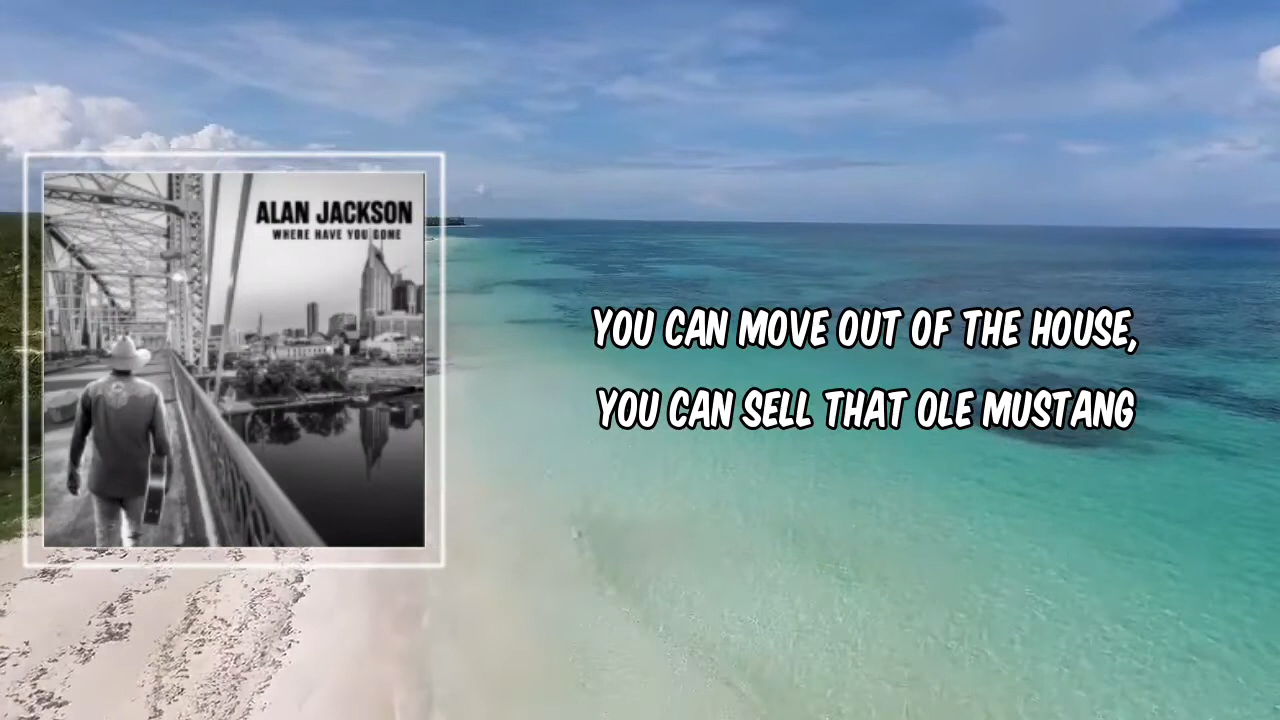 ALAN JACKSON
WHERE HAVE YOU GONE
YOU CAN MOVE OUT OF THE HOUSE,
YOU CAN SELL THAT OLE MUSTANG